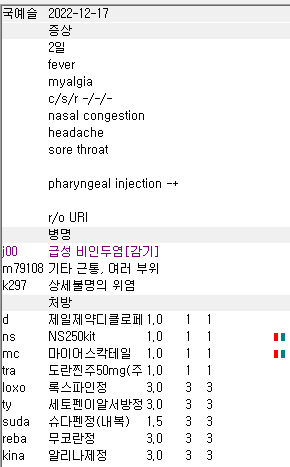 국예슬 2022-12-17
증상
2일
fever
myalgia
c/s/r -/-/-
nasal congestion
headache
sore throat
pharyngeal injection -+
r/o URI
병명
j00 급성 비인두염[감기]
m79108 기타 근통, 여러 부위
k297 상세불명의 위염
처방
d 제일제약디클로페 1.0 1 1
ns NS250kit 1.0 1 1
mc 마이어스칵테일 1.0 1 1
tra 도란찐주50mg(주 1.0 1 1
loxo 록스파인정 3.0 3 3
ty 세토펜이알서방정 3.0 3 3
suda 슈다펜정(내복) 1.5 3 3
reba 무코란정 3.0 3 3
kina 알리나제정 3.0 3 3